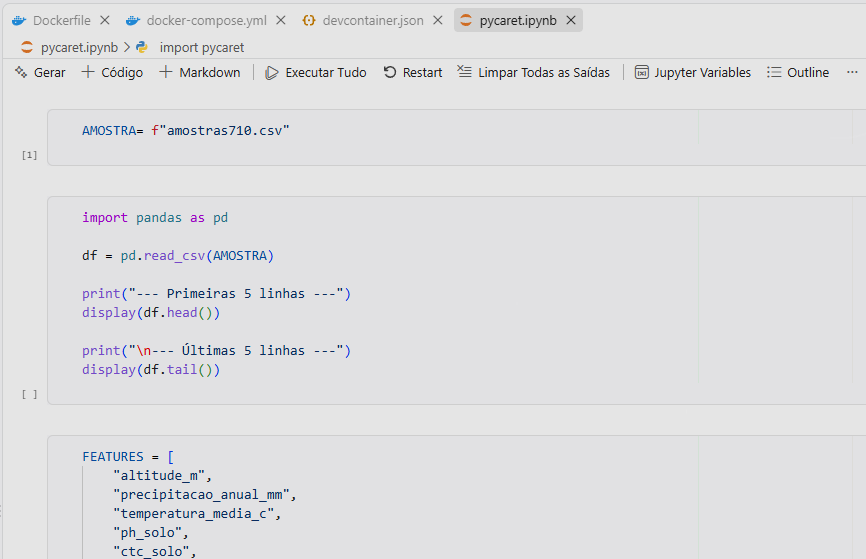 Dockerfile docker-compose.yml devcontainer.json pycaret.ipynb
pycaret.ipynb > import pycaret
Gerar Código Markdown Executar Tudo Restart Limpar Todas as Saídas Jupyter Variables Outline ...
AMOSTRA= f"amostras710.csv"
[1]
import pandas as pd
df = pd.read_csv(AMOSTRA)
print("--- Primeiras 5 linhas ---")
display(df.head())
print("\n--- Últimas 5 linhas ---")
display(df.tail())
[ ]
FEATURES = [
"altitude_m",
"precipitacao_anual_mm",
"temperatura_media_c",
"ph_solo",
"ctc_solo",